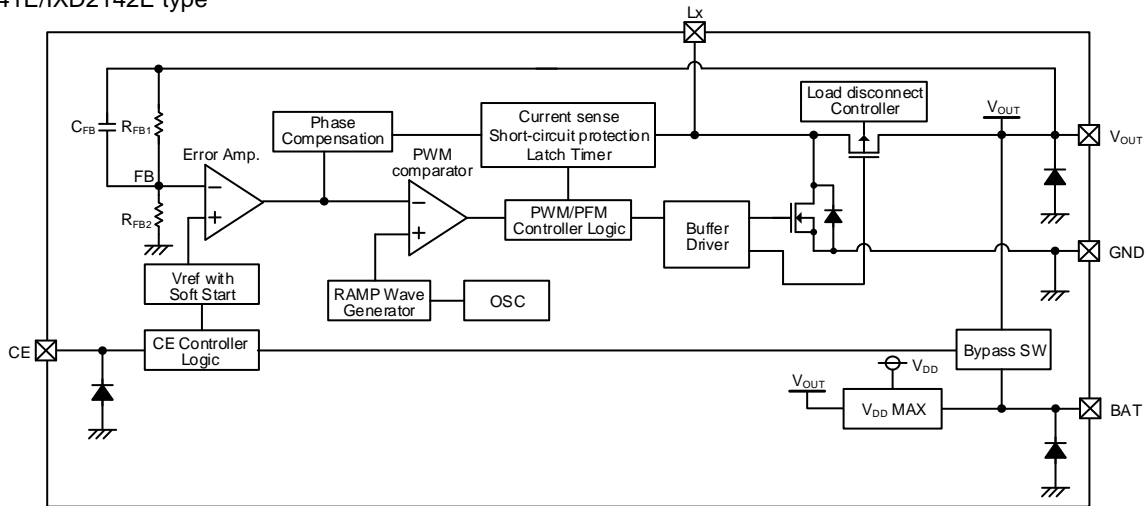 41E/IXD2142E type
Lx
Load disconnect
Controller
VOUT
CFB
RFB1
Phase
Compensation
Current sense
Short-circuit protection
Latch Timer
VOUT
Error Amp.
PWM
comparator
FB
RFB2
PWM/PFM
Controller Logic
Buffer
Driver
GND
Vref with
Soft Start
RAMP Wave
Generator
OSC
CE
CE Controller
Logic
Bypass SW
VDD
VOUT
VDD MAX
BAT